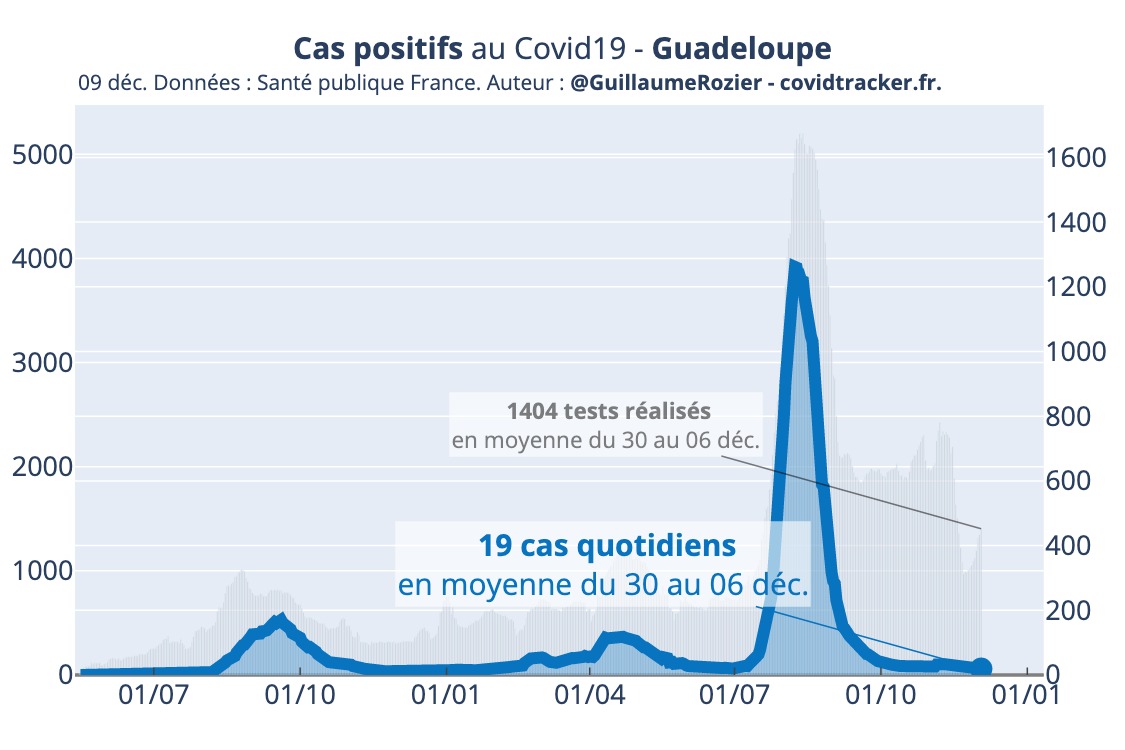 Cas positifs au Covid19 - Guadeloupe
09 déc. Données : Santé publique France. Auteur : @GuillaumeRozier - covidtracker.fr.
5000
4000
3000
2000
1000
0
1600
1400
1200
1000
800
600
400
200
0
1404 tests réalisés
en moyenne du 30 au 06 déc.
19 cas quotidiens
en moyenne du 30 au 06 déc.
01/07 01/10 01/01 01/04 01/07 01/10 01/01